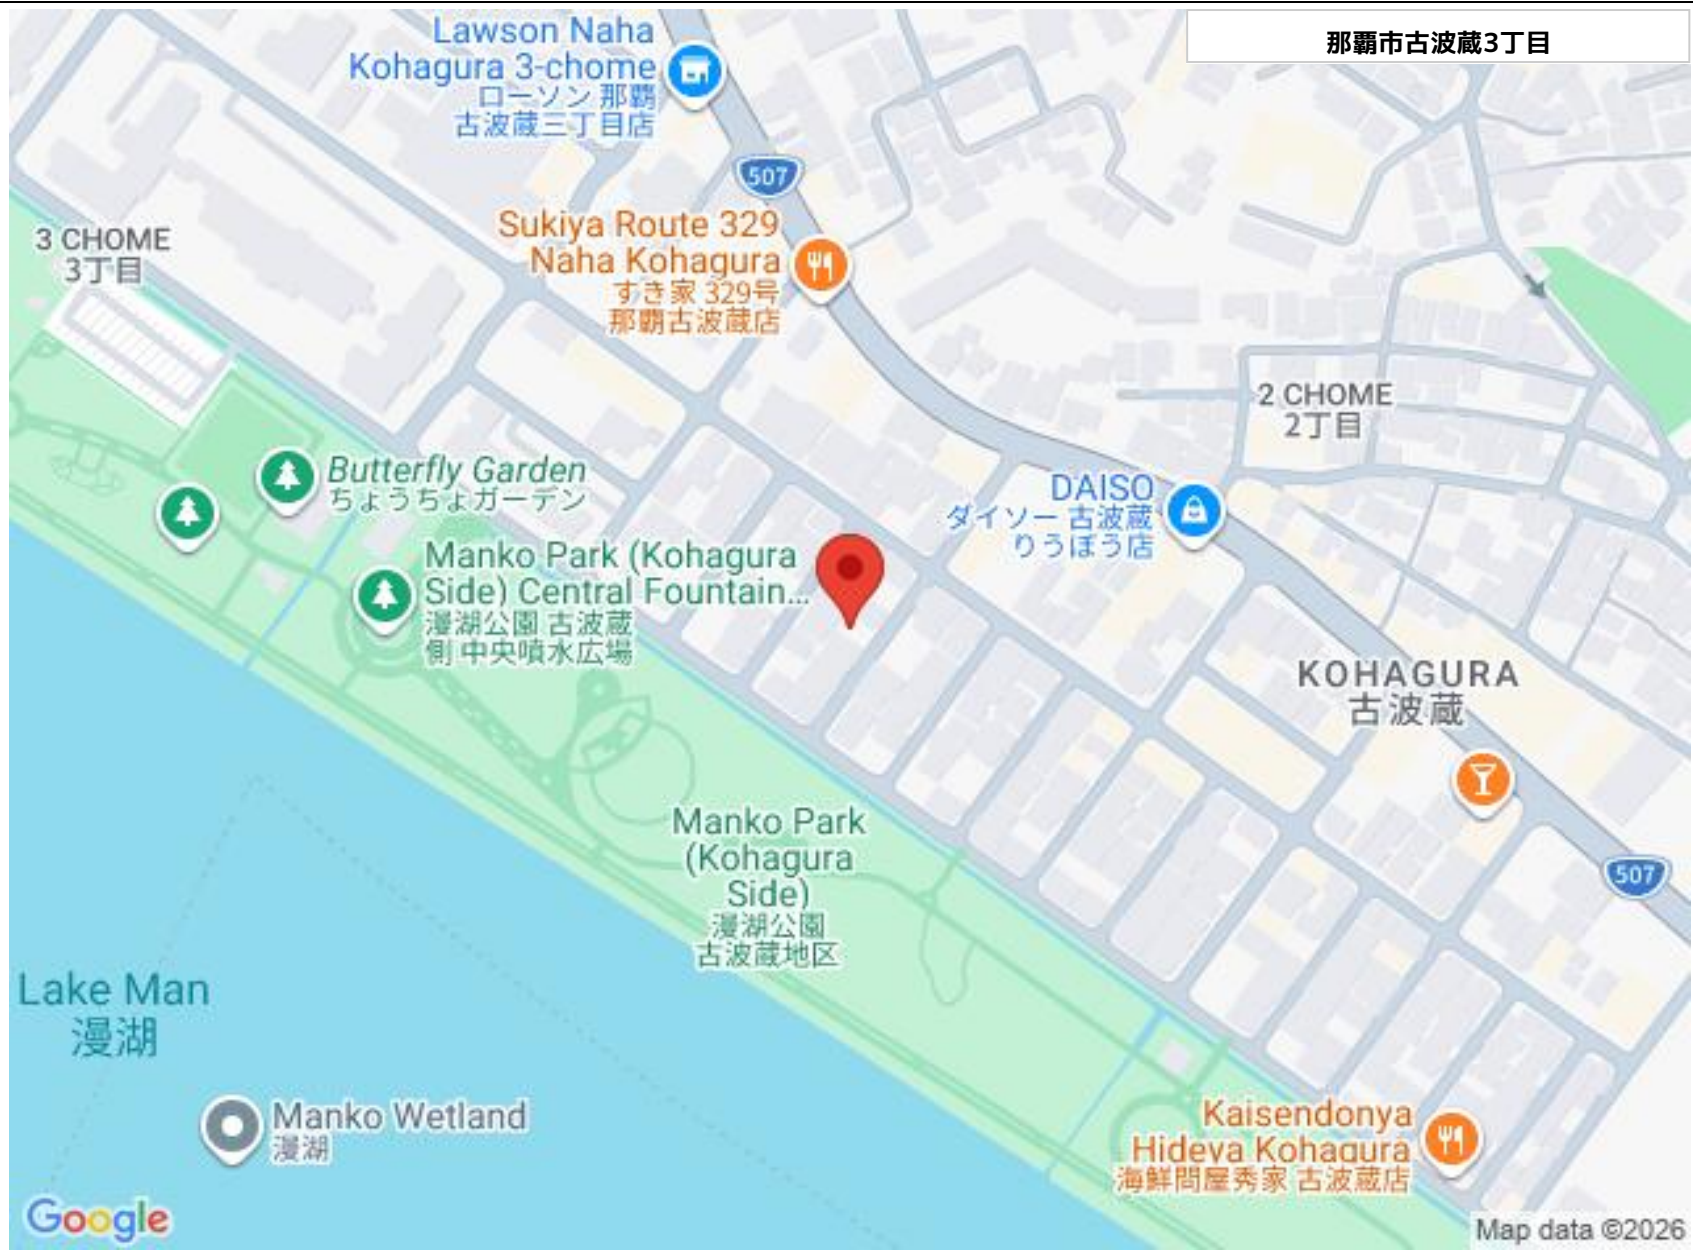 那覇市古波蔵3丁目
Lawson Naha
Kohagura 3-chome
ローソン 那覇
古波蔵三丁目店
507
Sukiya Route 329
Naha Kohagura
すき家 329号
那覇古波蔵店
3 CHOME
3丁目
2 CHOME
2丁目
Butterfly Garden
ちょうちょガーデン
DAISO
ダイソー 古波蔵
りうぼう店
Manko Park (Kohagura
Side) Central Fountain...
漫湖公園 古波蔵
側 中央噴水広場
KOHAGURA
古波蔵
Manko Park
(Kohagura
Side)
漫湖公園
古波蔵地区
507
Lake Man
漫湖
Manko Wetland
漫湖
Kaisendonya
Hideya Kohagura
海鮮問屋秀家 古波蔵店
Google
Map data ©2026